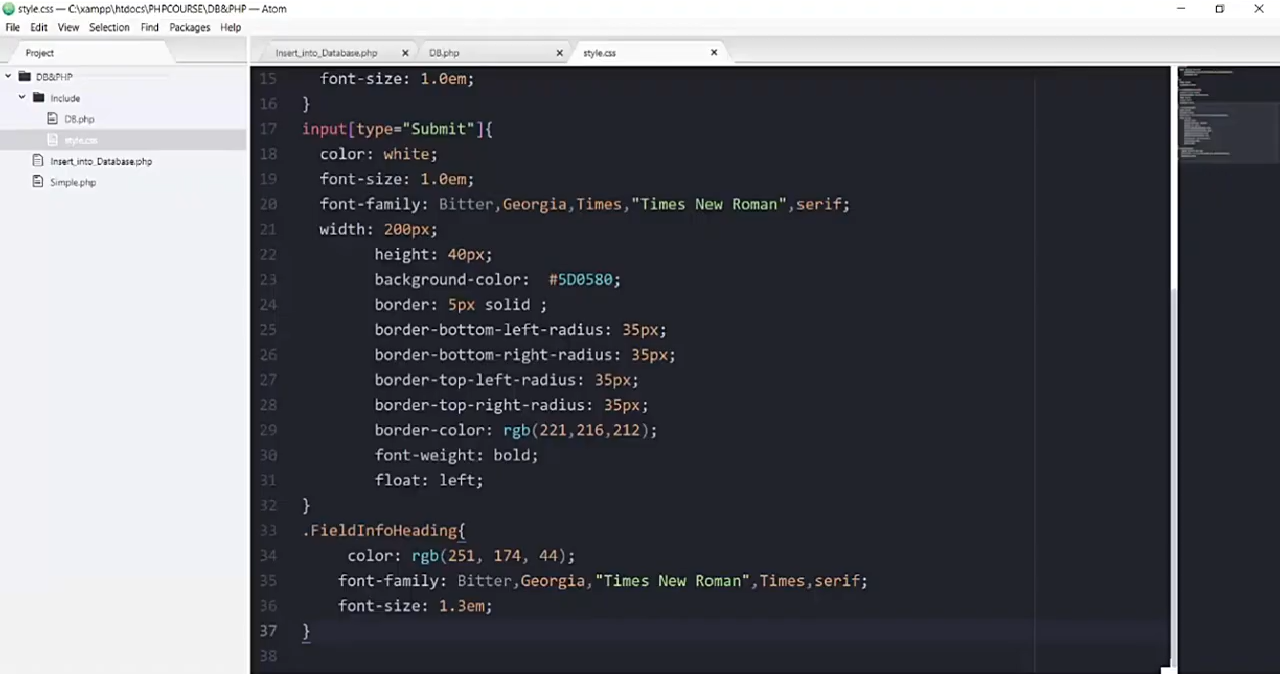 style.css — C:\xampp\htdocs\PHPCOURSE\DB&PHP — Atom
File Edit View Selection Find Packages Help
Project
DB&PHP
Include
DB.php
style.css
Insert_into_Database.php
Simple.php
Insert_into_Database.php DB.php style.css
15 font-size: 1.0em;
16 }
17 input[type="Submit"]{
18 color: white;
19 font-size: 1.0em;
20 font-family: Bitter,Georgia,Times,"Times New Roman",serif;
21 width: 200px;
22 height: 40px;
23 background-color: #5D0580;
24 border: 5px solid ;
25 border-bottom-left-radius: 35px;
26 border-bottom-right-radius: 35px;
27 border-top-left-radius: 35px;
28 border-top-right-radius: 35px;
29 border-color: rgb(221,216,212);
30 font-weight: bold;
31 float: left;
32 }
33 .FieldInfoHeading{
34 color: rgb(251, 174, 44);
35 font-family: Bitter,Georgia,"Times New Roman",Times,serif;
36 font-size: 1.3em;
37 }
38